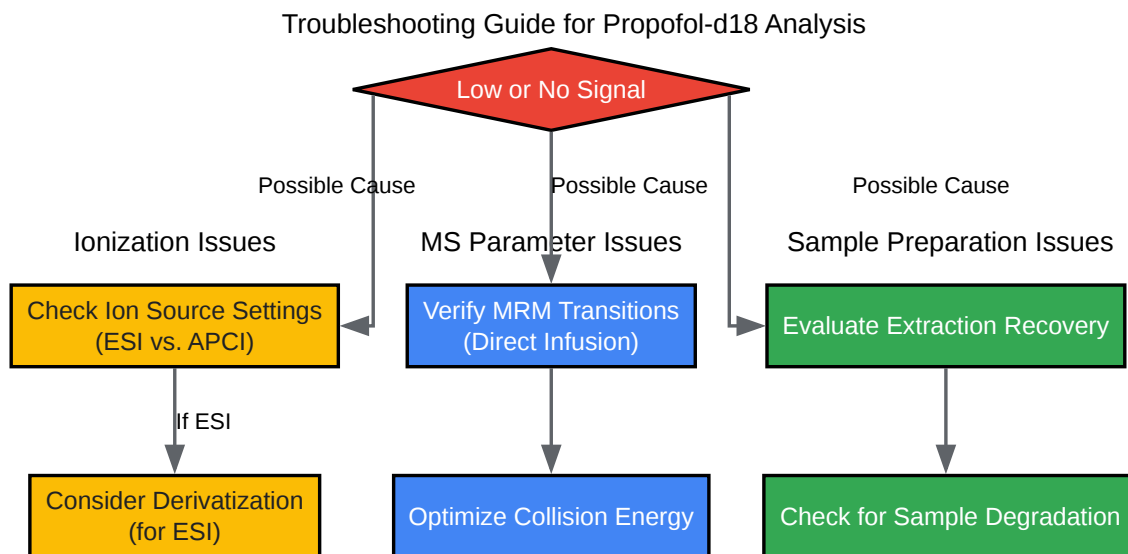 Troubleshooting Guide for Propofol-d18 Analysis
Low or No Signal
Possible Cause
Possible Cause
Possible Cause
Ionization Issues
MS Parameter Issues
Sample Preparation Issues
Check Ion Source Settings
(ESI vs. APCI)
Verify MRM Transitions
(Direct Infusion)
Evaluate Extraction Recovery
If ESI
Consider Derivatization
(for ESI)
Optimize Collision Energy
Check for Sample Degradation